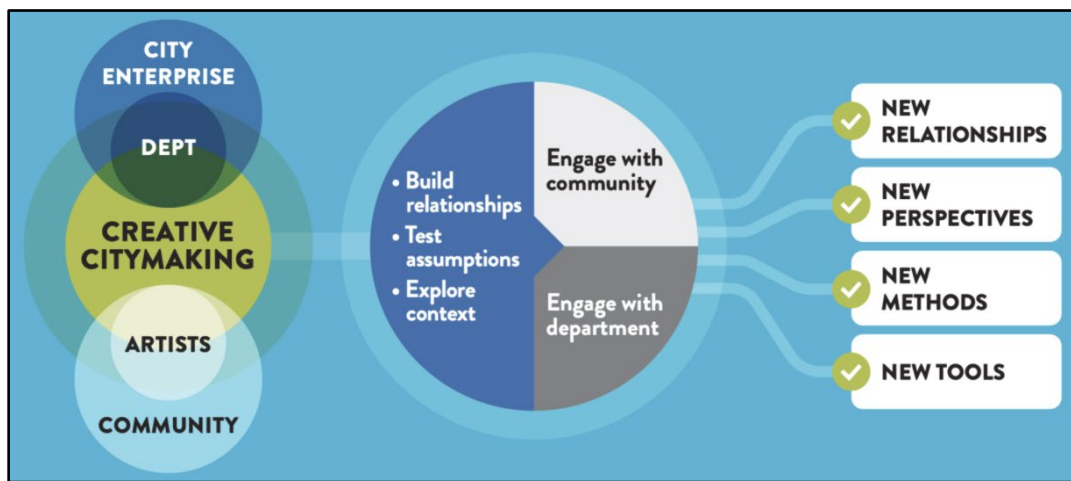 CITY
ENTERPRISE
DEPT
CREATIVE
CITYMAKING
ARTISTS
COMMUNITY
• Build
relationships
• Test
assumptions
• Explore
context
Engage with
community
Engage with
department
NEW
RELATIONSHIPS
NEW
PERSPECTIVES
NEW
METHODS
NEW TOOLS